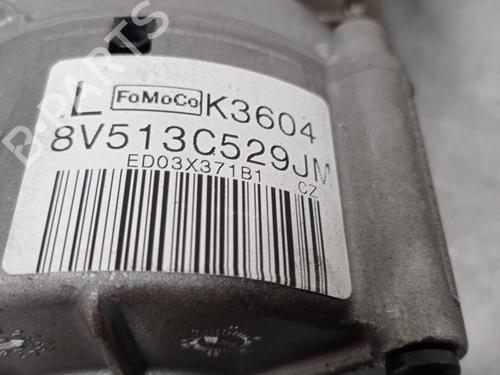 L FoMoCo K3604
8V513C529JM
ED03X371B1 CZ
B-PARTS